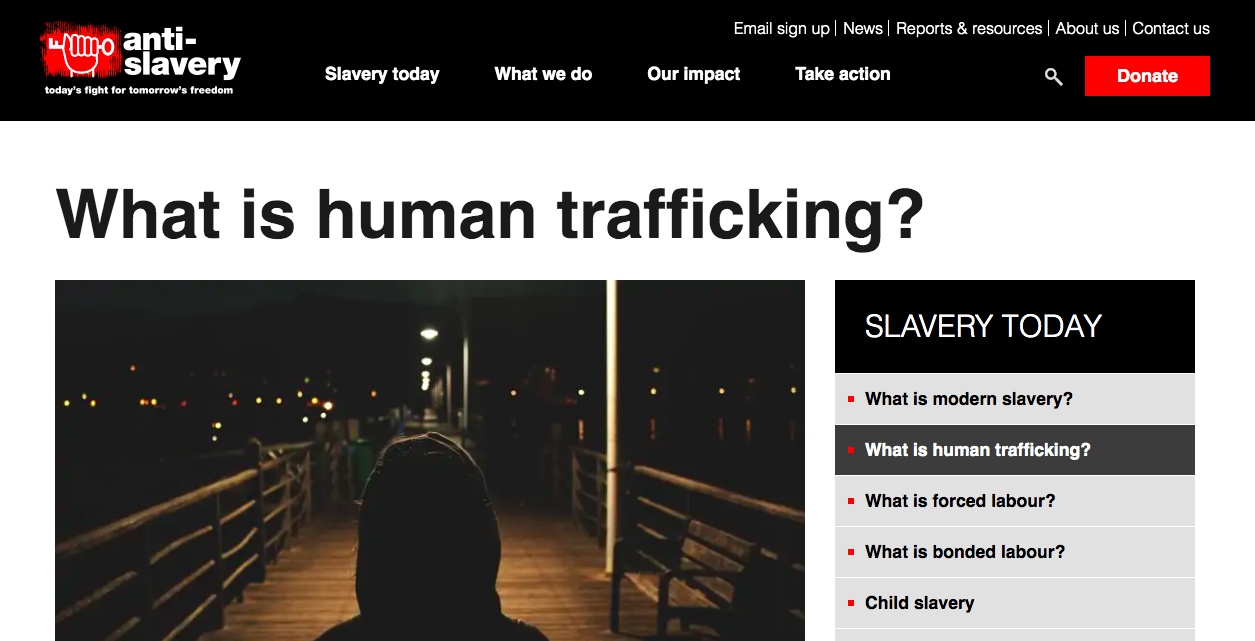 Email sign up
News
Reports & resources
About us
Contact us
anti-
slavery
today's fight for tomorrow's freedom
Slavery today
What we do
Our impact
Take action
Donate
What is human trafficking?
SLAVERY TODAY
What is modern slavery?
What is human trafficking?
What is forced labour?
What is bonded labour?
Child slavery